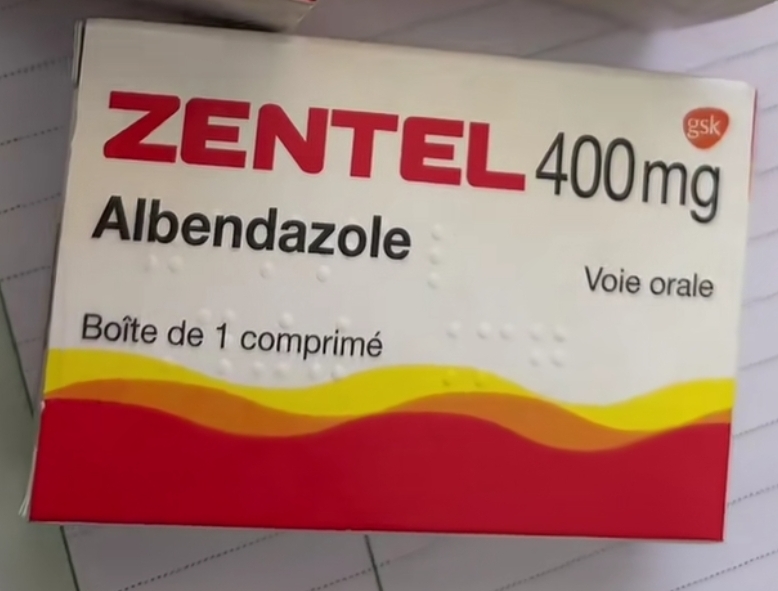 gsk
ZENTEL 400mg
Albendazole
Voie orale
Boîte de 1 comprimé